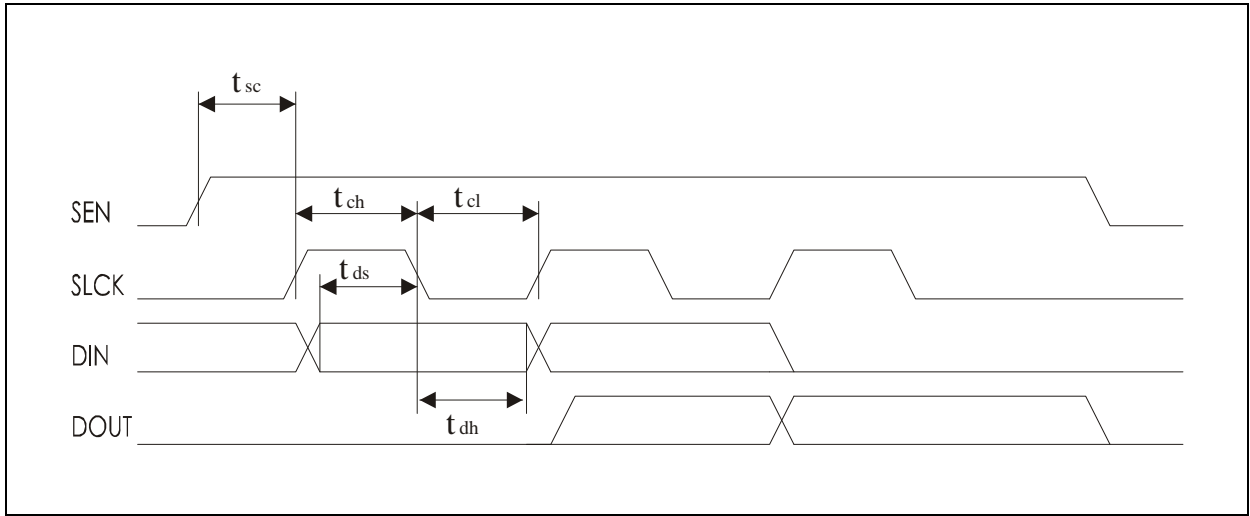 t sc
SEN
t ch
t cl
SLCK
t ds
DIN
t dh
DOUT